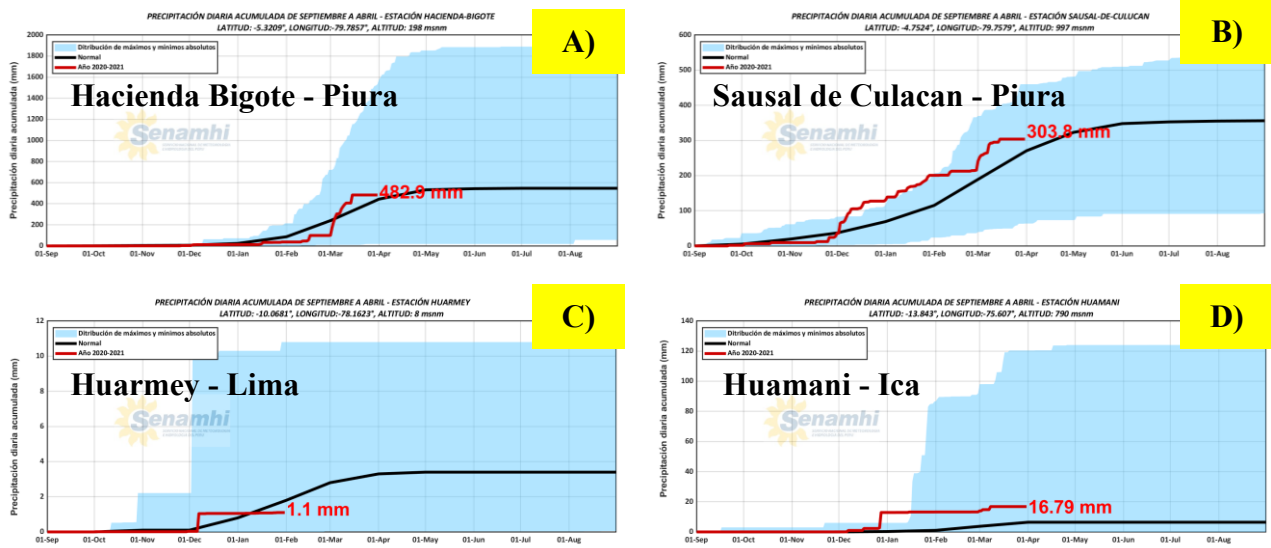 PRECIPITACIÓN DIARIA ACUMULADA DE SEPTIEMBRE A ABRIL - ESTACIÓN HACIENDA-BIGOTE
LATITUD: -5.3209°, LONGITUD:-79.7857°, ALTITUD: 198 msnm
A)
Precipitación diaria acumulada (mm)
2000
1800
1600
1400
1200
1000
800
600
400
200
0
Ditribución de máximos y mínimos absolutos
Normal
Año 2020-2021
Hacienda Bigote - Piura
Senamhi
482.9 mm
01-Sep 01-Oct 01-Nov 01-Dec 01-Jan 01-Feb 01-Mar 01-Apr 01-May 01-Jun 01-Jul 01-Aug
PRECIPITACIÓN DIARIA ACUMULADA DE SEPTIEMBRE A ABRIL - ESTACIÓN SAUSAL-DE-CULUCAN
LATITUD: -4.7524°, LONGITUD:-79.7579°, ALTITUD: 997 msnm
B)
Precipitación diaria acumulada (mm)
600
500
400
300
200
100
0
Ditribución de máximos y mínimos absolutos
Normal
Año 2020-2021
Sausal de Culacan - Piura
Senamhi
303.8 mm
01-Sep 01-Oct 01-Nov 01-Dec 01-Jan 01-Feb 01-Mar 01-Apr 01-May 01-Jun 01-Jul 01-Aug
PRECIPITACIÓN DIARIA ACUMULADA DE SEPTIEMBRE A ABRIL - ESTACIÓN HUARMEY
LATITUD: -10.0681°, LONGITUD:-78.1623°, ALTITUD: 8 msnm
C)
Precipitación diaria acumulada (mm)
12
10
8
6
4
2
0
Ditribución de máximos y mínimos absolutos
Normal
Año 2020-2021
Huarmey - Lima
Senamhi
1.1 mm
01-Sep 01-Oct 01-Nov 01-Dec 01-Jan 01-Feb 01-Mar 01-Apr 01-May 01-Jun 01-Jul 01-Aug
PRECIPITACIÓN DIARIA ACUMULADA DE SEPTIEMBRE A ABRIL - ESTACIÓN HUAMANI
LATITUD: -13.843°, LONGITUD:-75.607°, ALTITUD: 790 msnm
D)
Precipitación diaria acumulada (mm)
140
120
100
80
60
40
20
0
Ditribución de máximos y mínimos absolutos
Normal
Año 2020-2021
Huamani - Ica
Senamhi
16.79 mm
01-Sep 01-Oct 01-Nov 01-Dec 01-Jan 01-Feb 01-Mar 01-Apr 01-May 01-Jun 01-Jul 01-Aug